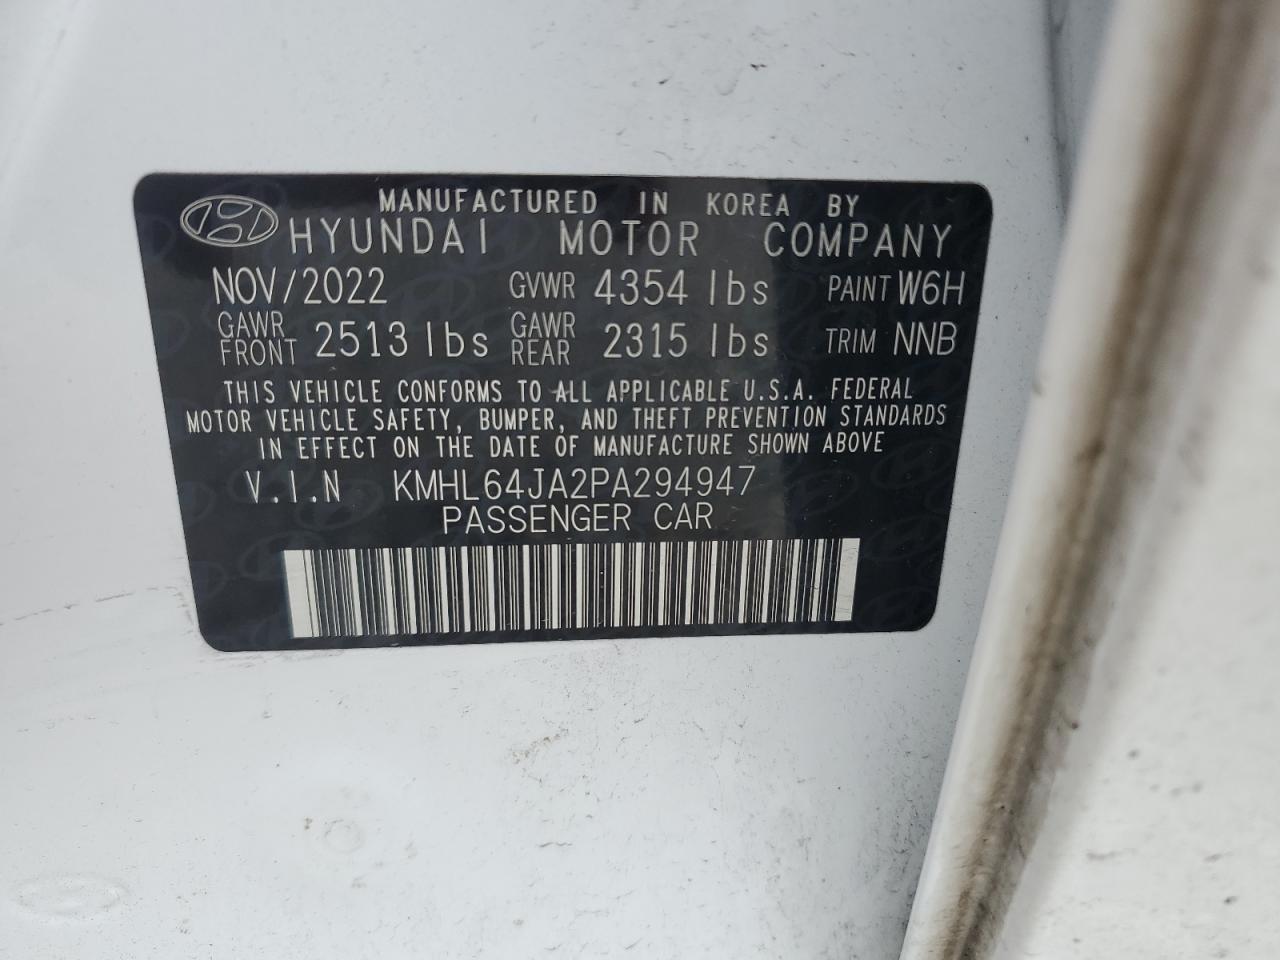 MANUFACTURED IN KOREA BY
HYUNDAI MOTOR COMPANY
NOV/2022 GVWR 4354 lbs PAINT W6H
GAWR FRONT 2513 lbs GAWR REAR 2315 lbs TRIM NNB
THIS VEHICLE CONFORMS TO ALL APPLICABLE U.S.A. FEDERAL
MOTOR VEHICLE SAFETY, BUMPER, AND THEFT PREVENTION STANDARDS
IN EFFECT ON THE DATE OF MANUFACTURE SHOWN ABOVE
V.I.N KMHL64JA2PA294947
PASSENGER CAR